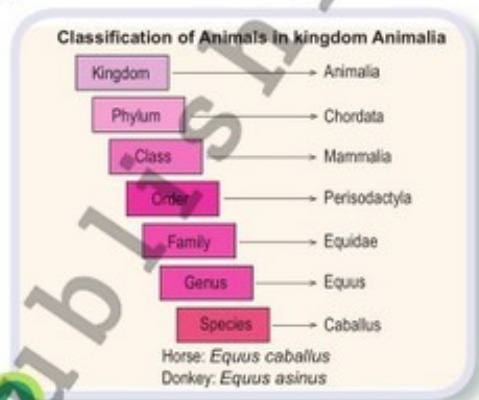 Classification of Animals in kingdom Animalia
Kingdom Animalia
Phylum Chordata
Class Mammalia
Order Perisodactyla
Family Equidae
Genus Equus
Species Caballus
Horse: Equus caballus
Donkey: Equus asinus